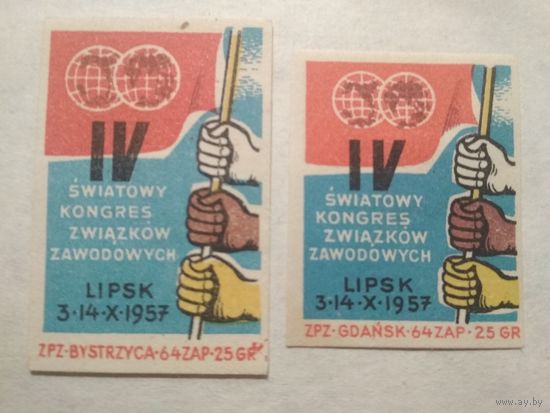 IV
ŚWIATOWY
KONGRES
ZWIĄZKÓW
ZAWODOWYCH
LIPSK
3·14·X·1957
ZPZ·BYSTRZYCA·64ZAP·25GR
IV
ŚWIATOWY
KONGRES
ZWIĄZKÓW
ZAWODOWYCH
LIPSK
3·14·X·1957
ZPZ·GDAŃSK·64ZAP·25GR
www.ay.by